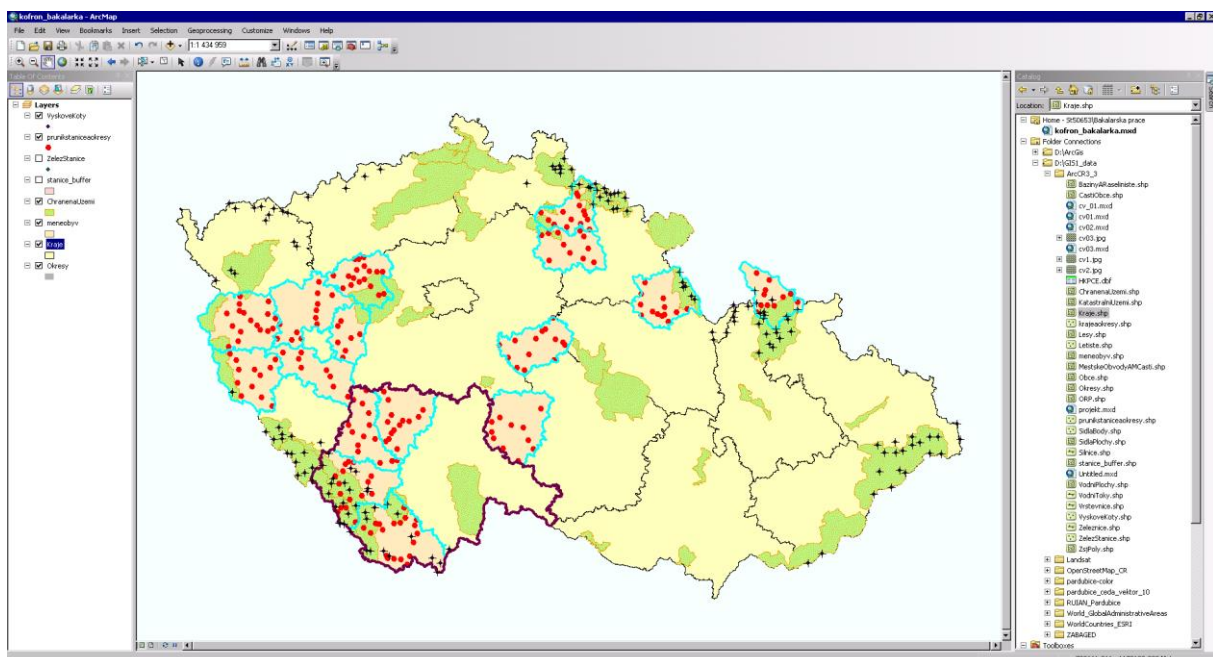 kofron_bakalarka - ArcMap
File Edit View Bookmarks Insert Selection Geoprocessing Customize Windows Help
1:1 434 959
Table Of Contents
Layers
VyskoveKoty
prunikstaniceaokresy
ZelezStanice
stanice_buffer
ChranenaUzemi
meneobyv
Kraje
Okresy
Catalog
Location: Kraje.shp
Home - St50653\Bakalarska prace
kofron_bakalarka.mxd
Folder Connections
D:\ArcGis
D:\GIS1_data
ArcCR3_3
BazinyARaseliniste.shp
CastiObce.shp
cv_01.mxd
cv01.mxd
cv02.mxd
cv03.jpg
cv03.mxd
cv1.jpg
cv2.jpg
HKPCE.dbf
ChranenaUzemi.shp
KatastralniUzemi.shp
Kraje.shp
krajeaokresy.shp
Lesy.shp
Letiste.shp
meneobyv.shp
MestskeObvodyAMCasti.shp
Obce.shp
Okresy.shp
ORP.shp
projekt.mxd
prunikstaniceaokresy.shp
SidlaBody.shp
SidlaPlochy.shp
Silnice.shp
stanice_buffer.shp
Untitled.mxd
VodniPlochy.shp
VodniToky.shp
Vrstevnice.shp
VyskoveKoty.shp
Zeleznice.shp
ZelezStanice.shp
ZsjPoly.shp
Landsat
OpenStreetMap_CR
pardubice-color
pardubice_ceda_vektor_10
RUIAN_Pardubice
World_GlobalAdministrativeAreas
WorldCountries_ESRI
ZABAGED
Toolboxes
Search